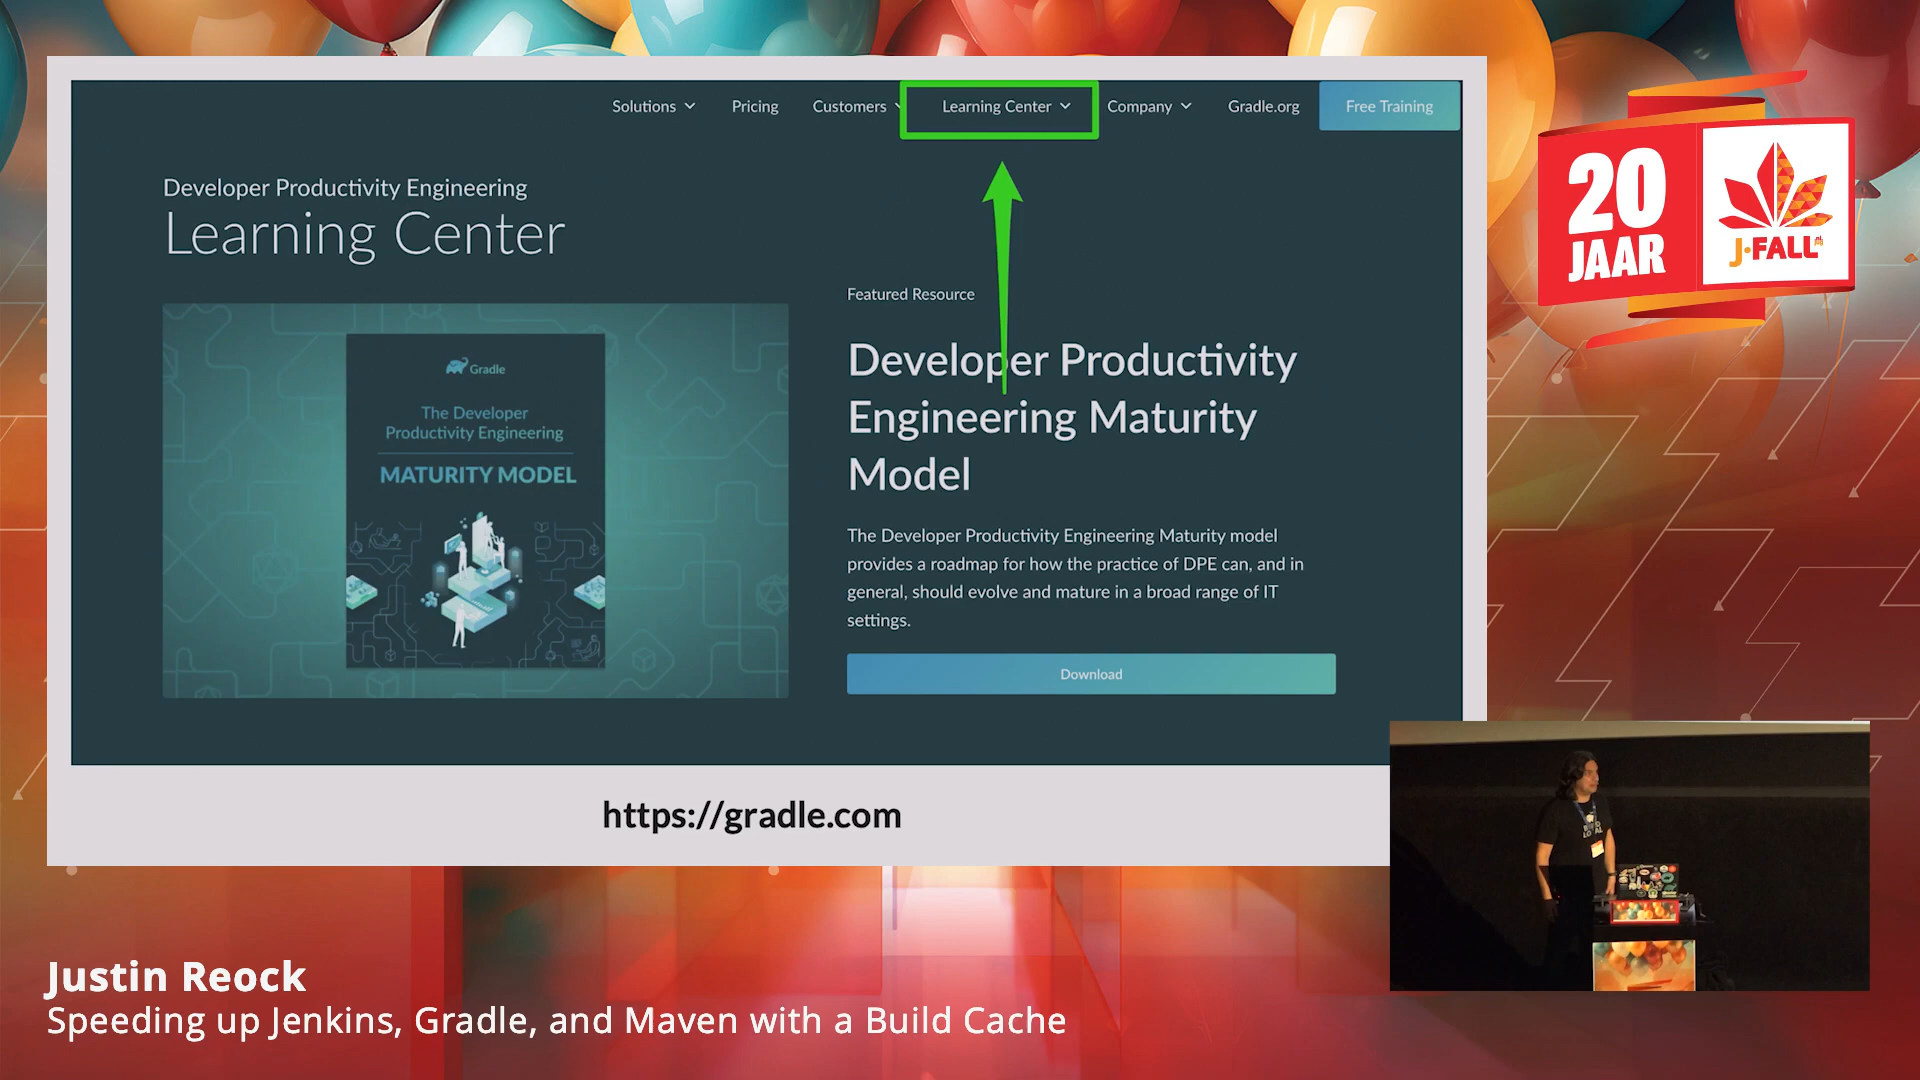 Solutions
Pricing
Customers
Learning Center
Company
Gradle.org
Free Training
Developer Productivity Engineering
Learning Center
Featured Resource
Gradle
The Developer
Productivity Engineering
MATURITY MODEL
Developer Productivity
Engineering Maturity
Model
The Developer Productivity Engineering Maturity model
provides a roadmap for how the practice of DPE can, and in
general, should evolve and mature in a broad range of IT
settings.
Download
https://gradle.com
20
JAAR
J-FALL
Justin Reock
Speeding up Jenkins, Gradle, and Maven with a Build Cache